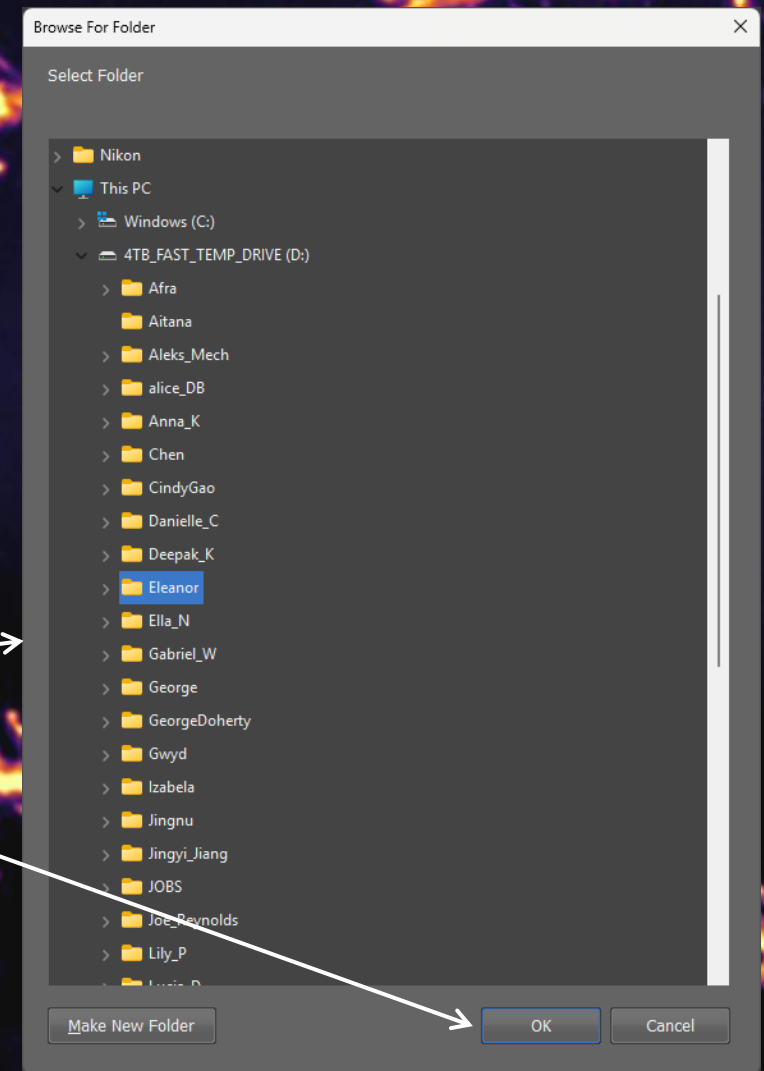 Browse For Folder
Select Folder
Nikon
This PC
Windows (C:)
4TB_FAST_TEMP_DRIVE (D:)
Afra
Aitana
Aleks_Mech
alice_DB
Anna_K
Chen
CindyGao
Danielle_C
Deepak_K
Eleanor
Ella_N
Gabriel_W
George
GeorgeDoherty
Gwyd
Izabela
Jingnu
Jingyi_Jiang
JOBS
Joe_Reynolds
Lily_P
Make New Folder OK Cancel